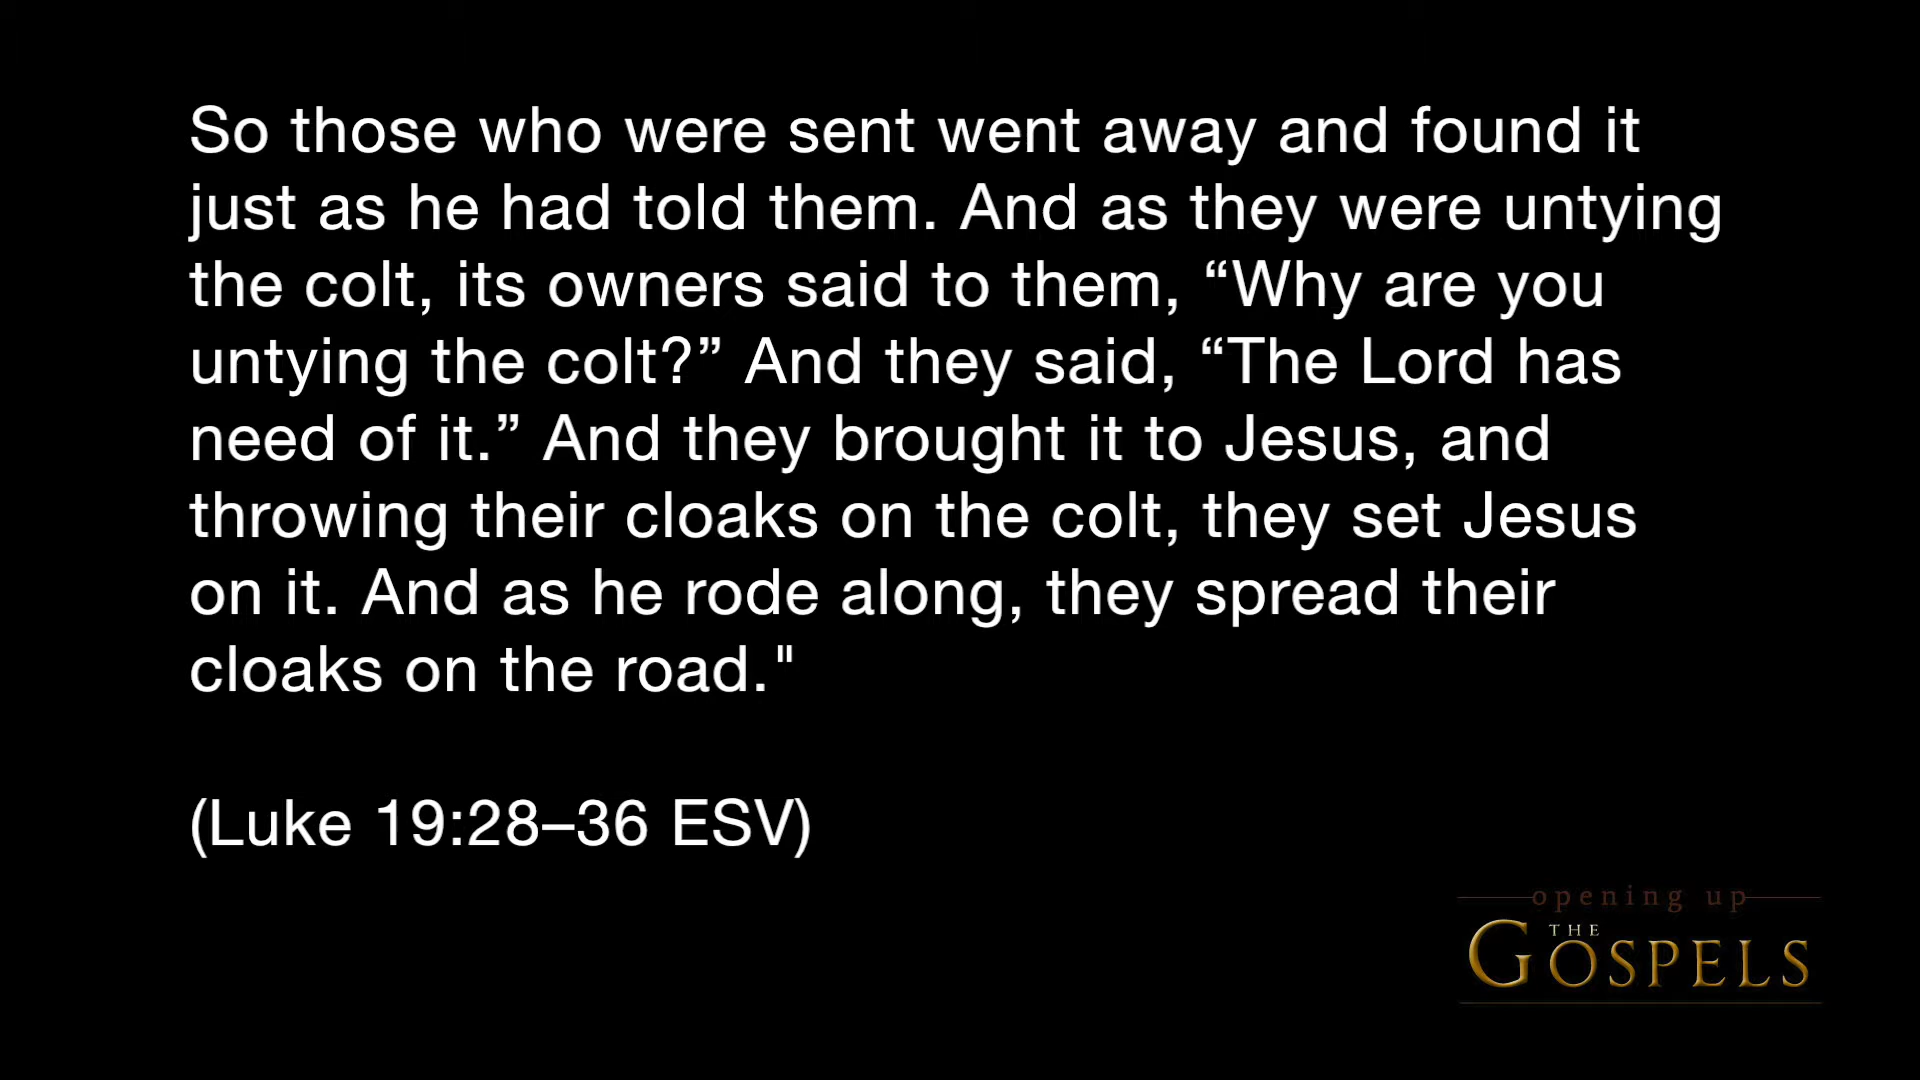 So those who were sent went away and found it
just as he had told them. And as they were untying
the colt, its owners said to them, “Why are you
untying the colt?” And they said, “The Lord has
need of it.” And they brought it to Jesus, and
throwing their cloaks on the colt, they set Jesus
on it. And as he rode along, they spread their
cloaks on the road."
(Luke 19:28–36 ESV)
opening up
THE
GOSPELS